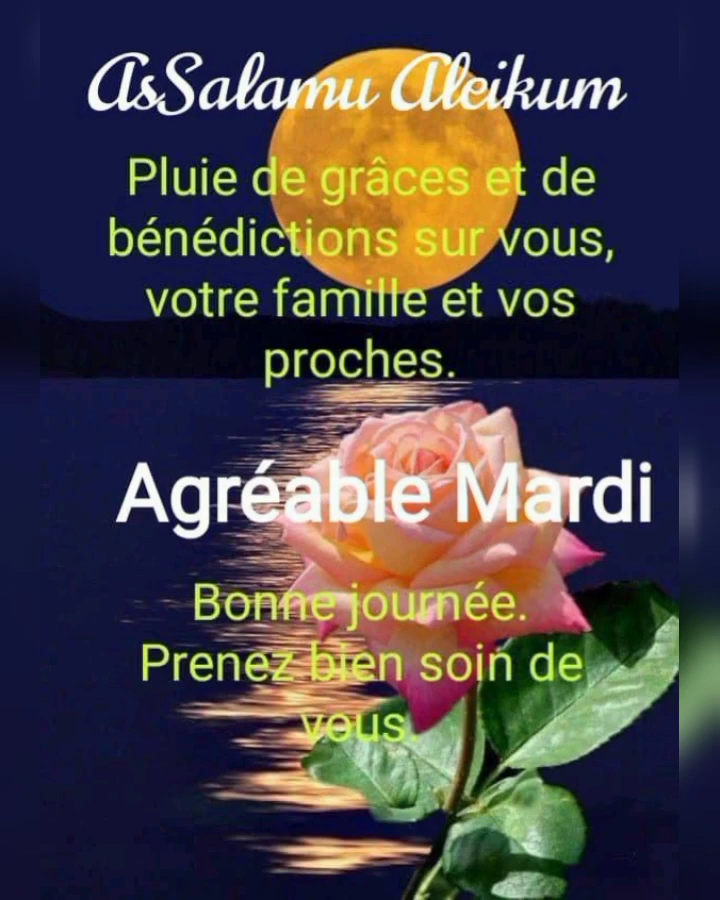 AsSalamu Aleikum
Pluie de grâces et de
bénédictions sur vous,
votre famille et vos
proches.
Agréable Mardi
Bonne journée.
Prenez bien soin de
vous.